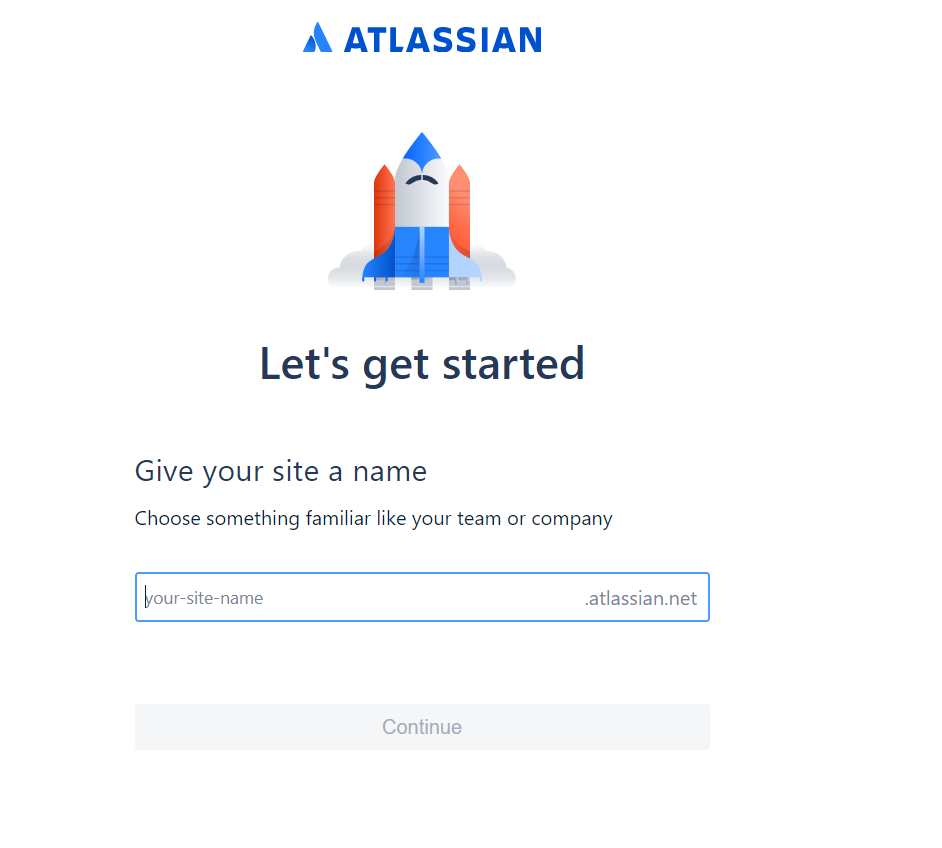 ATLASSIAN
Let's get started
Give your site a name
Choose something familiar like your team or company
your-site-name .atlassian.net
Continue